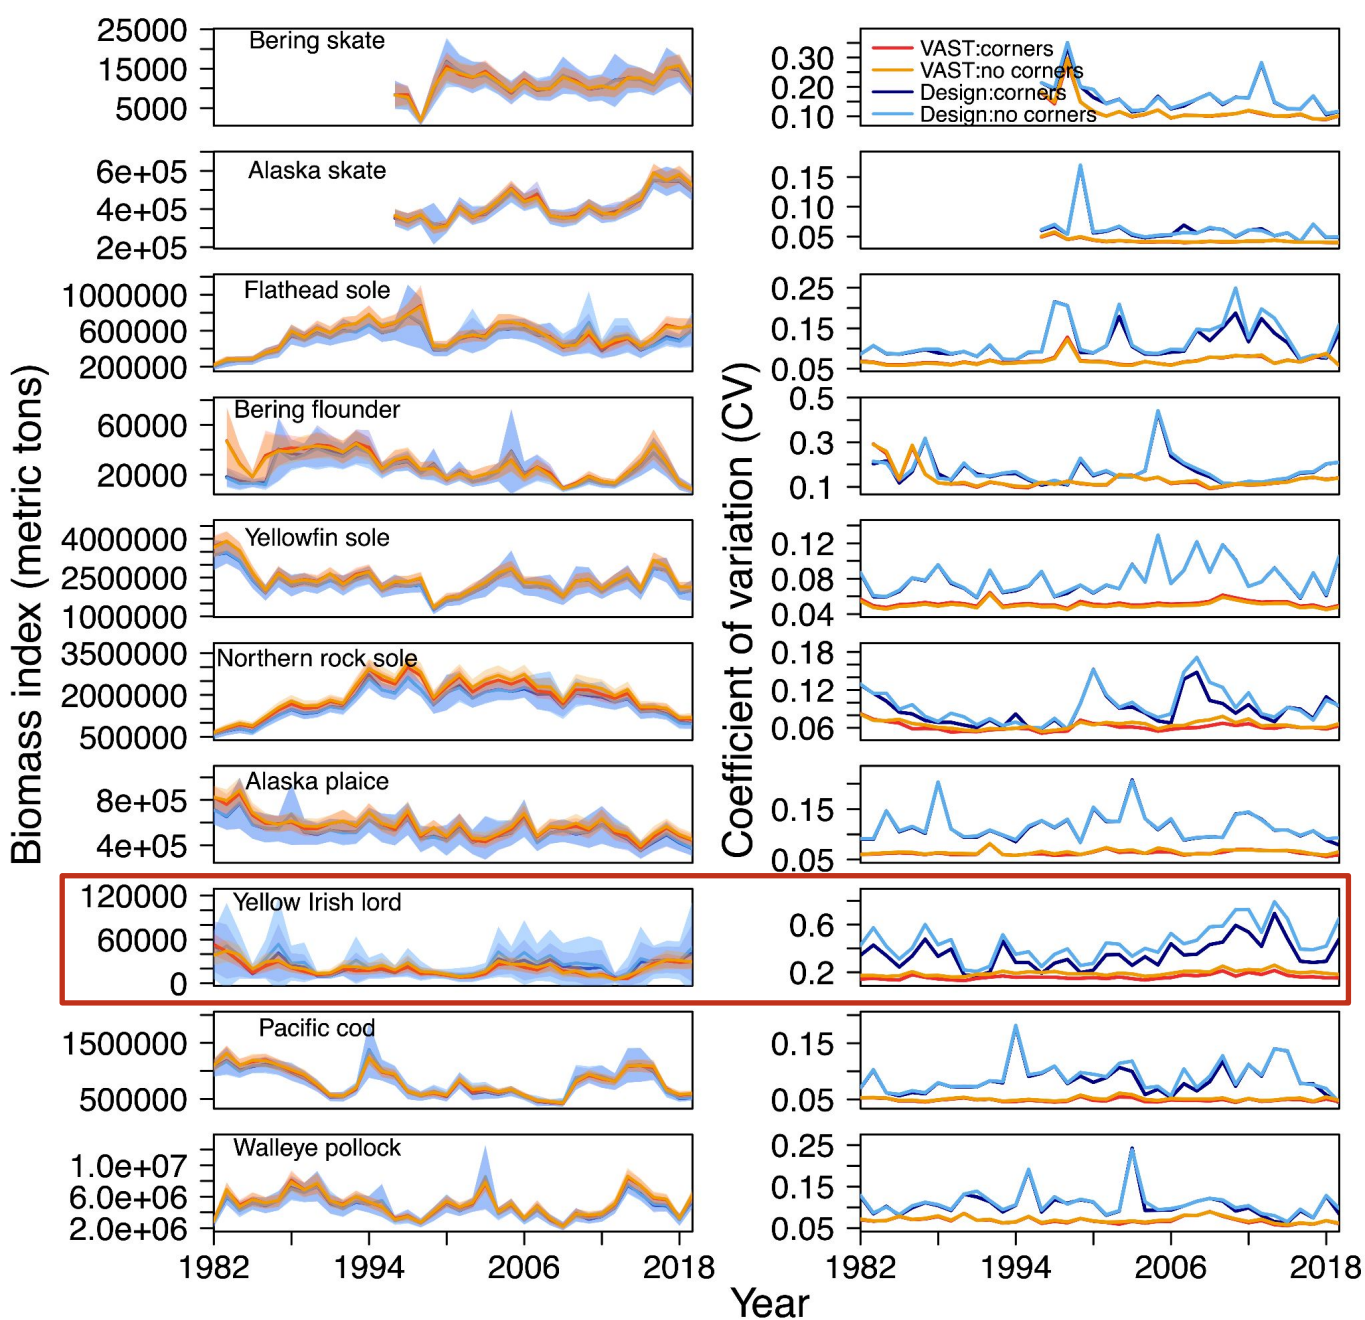 Biomass index (metric tons)
25000
15000
5000
Bering skate
6e+05
4e+05
2e+05
Alaska skate
1000000
600000
200000
Flathead sole
60000
20000
Bering flounder
4000000
2500000
1000000
Yellowfin sole
3500000
2000000
500000
Northern rock sole
8e+05
4e+05
Alaska plaice
120000
60000
0
Yellow Irish lord
1500000
500000
Pacific cod
1.0e+07
6.0e+06
2.0e+06
Walleye pollock
1982
1994
2006
2018
Coefficient of variation (CV)
0.30
0.20
0.10
VAST:corners
VAST:no corners
Design:corners
Design:no corners
0.15
0.10
0.05
0.25
0.15
0.05
0.5
0.3
0.1
0.12
0.08
0.04
0.18
0.12
0.06
0.15
0.05
0.6
0.2
0.15
0.05
0.25
0.15
0.05
1982
1994
2006
2018
Year